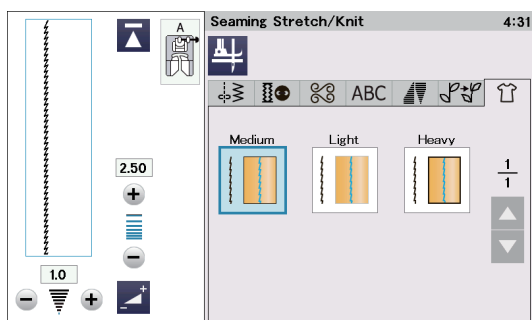 A
Seaming Stretch/Knit 4:31
ABC
Medium Light Heavy
2.50
1
1
1.0